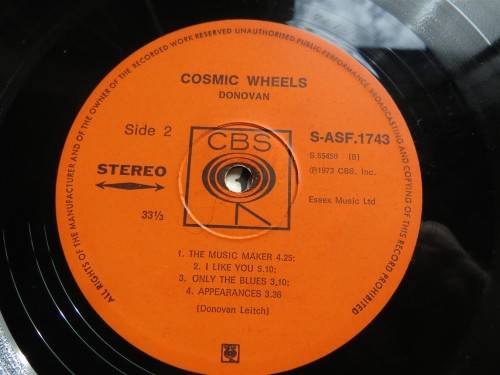 ALL RIGHTS OF THE MANUFACTURER AND OF THE OWNER OF THE RECORDED WORK RESERVED UNAUTHORISED PUBLIC PERFORMANCE BROADCASTING AND COPYING OF THIS RECORD PROHIBITED
COSMIC WHEELS
DONOVAN
Side 2
CBS
S-ASF.1743
S 65450 (B)
STEREO
℗1973 CBS. Inc.
33⅓
Essex Music Ltd
1. THE MUSIC MAKER 4.25;
2. I LIKE YOU 5.10;
3. ONLY THE BLUES 3.10;
4. APPEARANCES 3.36
(Donovan Leitch)